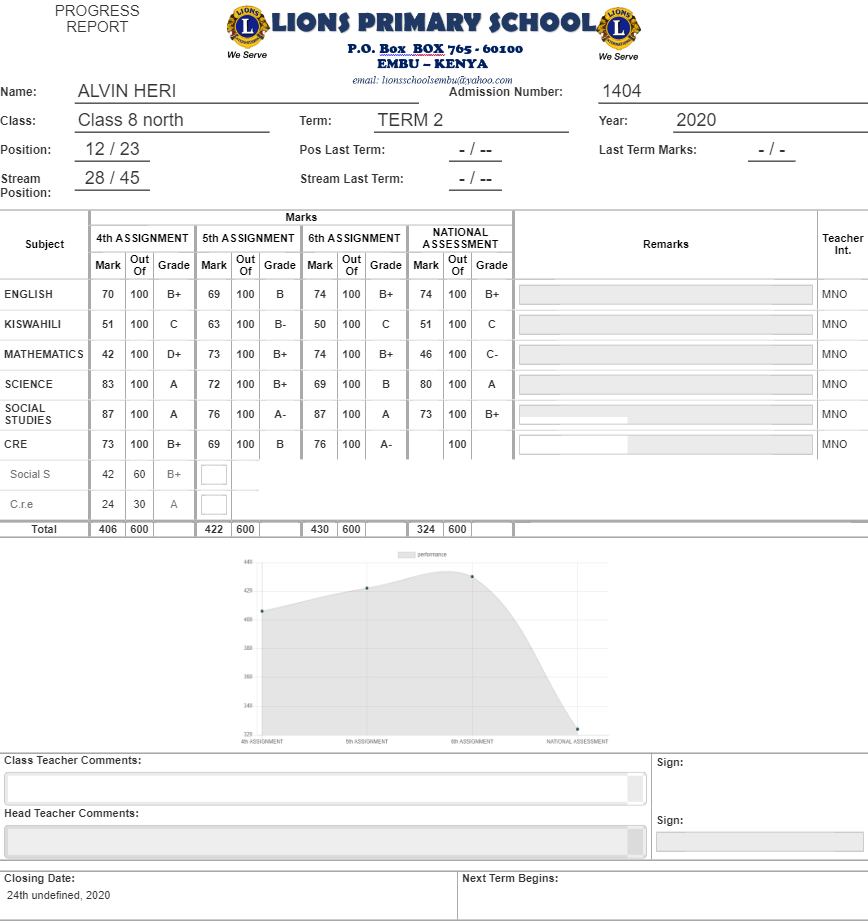 PROGRESS
REPORT
LIONS
L
INTERNATIONAL
We Serve
LIONS PRIMARY SCHOOL
LIONS
L
INTERNATIONAL
We Serve
P.O. Box BOX 765 - 60100
EMBU – KENYA
email: lionsschoolsembu@yahoo.com
Name: ALVIN HERI Admission Number: 1404
Class: Class 8 north Term: TERM 2 Year: 2020
Position: 12 / 23 Pos Last Term: - / -- Last Term Marks: - / -
Stream Position: 28 / 45 Stream Last Term: - / --
Marks
Subject 4th ASSIGNMENT 5th ASSIGNMENT 6th ASSIGNMENT NATIONAL ASSESSMENT Remarks Teacher Int.
Mark Out Of Grade Mark Out Of Grade Mark Out Of Grade Mark Out Of Grade
ENGLISH 70 100 B+ 69 100 B 74 100 B+ 74 100 B+ MNO
KISWAHILI 51 100 C 63 100 B- 50 100 C 51 100 C MNO
MATHEMATICS 42 100 D+ 73 100 B+ 74 100 B+ 46 100 C- MNO
SCIENCE 83 100 A 72 100 B+ 69 100 B 80 100 A MNO
SOCIAL STUDIES 87 100 A 76 100 A- 87 100 A 73 100 B+ MNO
CRE 73 100 B+ 69 100 B 76 100 A- 100 MNO
Social S 42 60 B+
C.r.e 24 30 A
Total 406 600 422 600 430 600 324 600
performance
440
420
400
380
360
340
320
4th ASSIGNMENT 5th ASSIGNMENT 6th ASSIGNMENT NATIONAL ASSESSMENT
Class Teacher Comments: Sign:
Head Teacher Comments: Sign:
Closing Date: Next Term Begins:
24th undefined, 2020